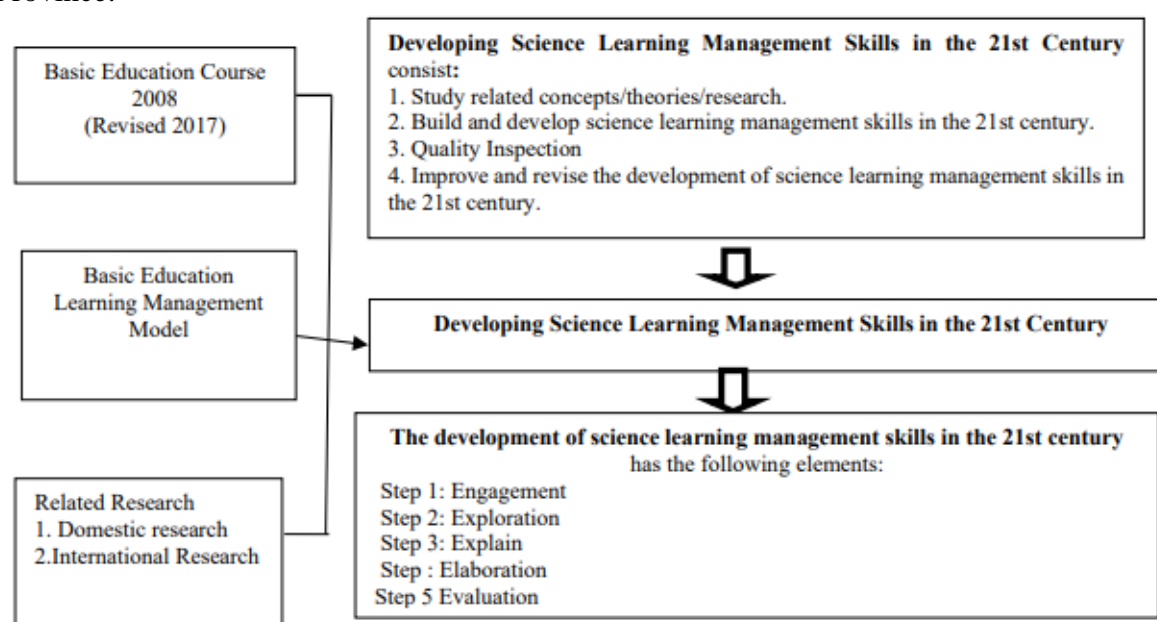 Basic Education Course
2008
(Revised 2017)
Basic Education
Learning Management
Model
Related Research
1. Domestic research
2.International Research
Developing Science Learning Management Skills in the 21st Century
consist:
1. Study related concepts/theories/research.
2. Build and develop science learning management skills in the 21st century.
3. Quality Inspection
4. Improve and revise the development of science learning management skills in
the 21st century.
Developing Science Learning Management Skills in the 21st Century
The development of science learning management skills in the 21st century
has the following elements:
Step 1: Engagement
Step 2: Exploration
Step 3: Explain
Step : Elaboration
Step 5 Evaluation